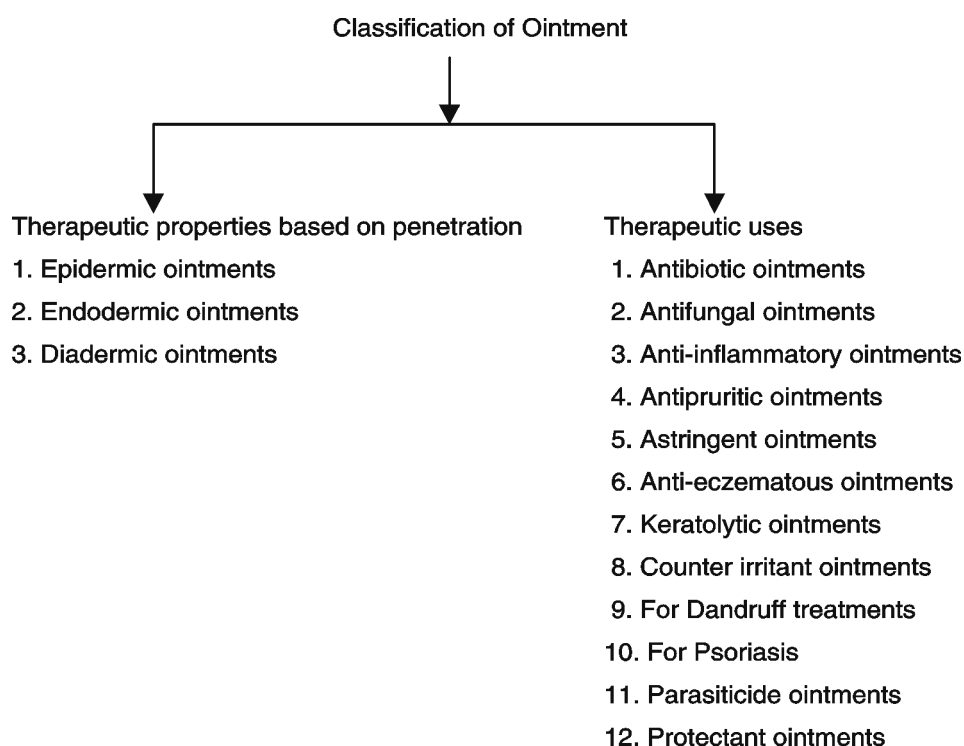 Classification of Ointment
Therapeutic properties based on penetration
1. Epidermic ointments
2. Endodermic ointments
3. Diadermic ointments
Therapeutic uses
1. Antibiotic ointments
2. Antifungal ointments
3. Anti-inflammatory ointments
4. Antipruritic ointments
5. Astringent ointments
6. Anti-eczematous ointments
7. Keratolytic ointments
8. Counter irritant ointments
9. For Dandruff treatments
10. For Psoriasis
11. Parasiticide ointments
12. Protectant ointments